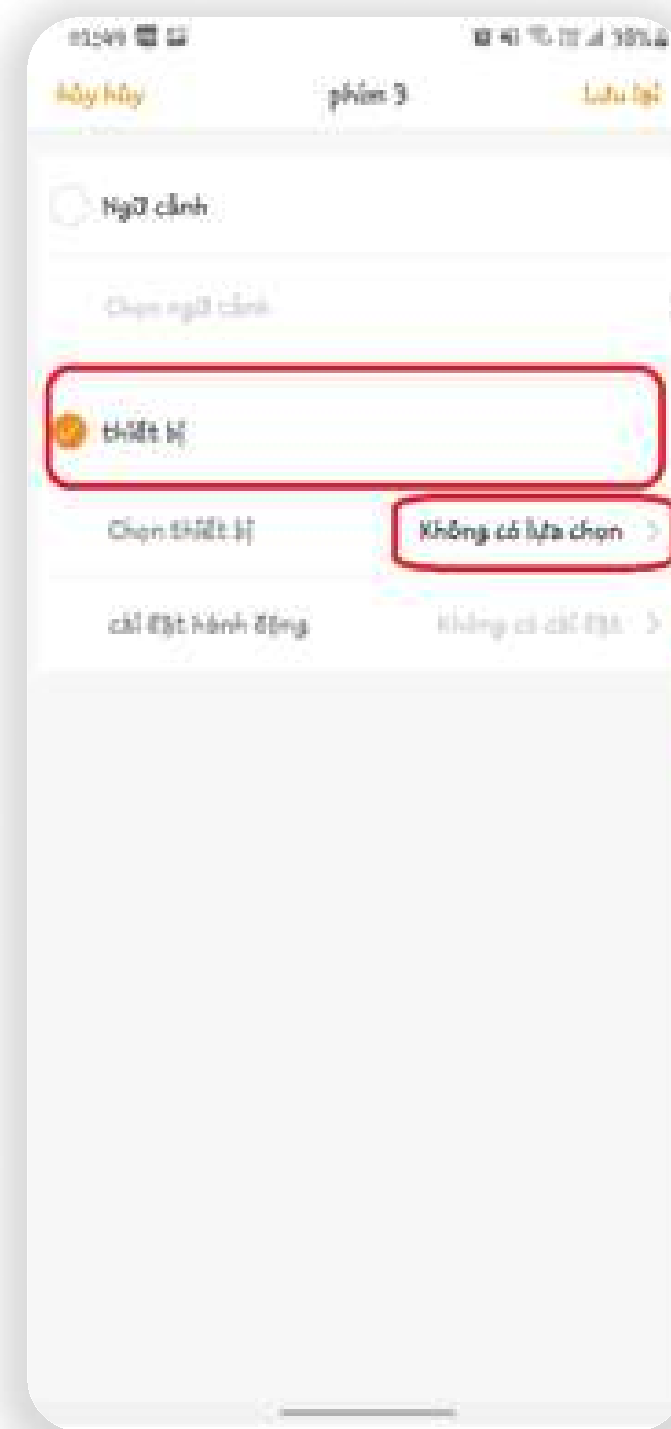 hủy hủy phím 3 Lưu lại
Ngữ cảnh
Chọn ngữ cảnh
thiết bị
Chọn thiết bị Không có lựa chọn
cài đặt hành động Không có cài đặt